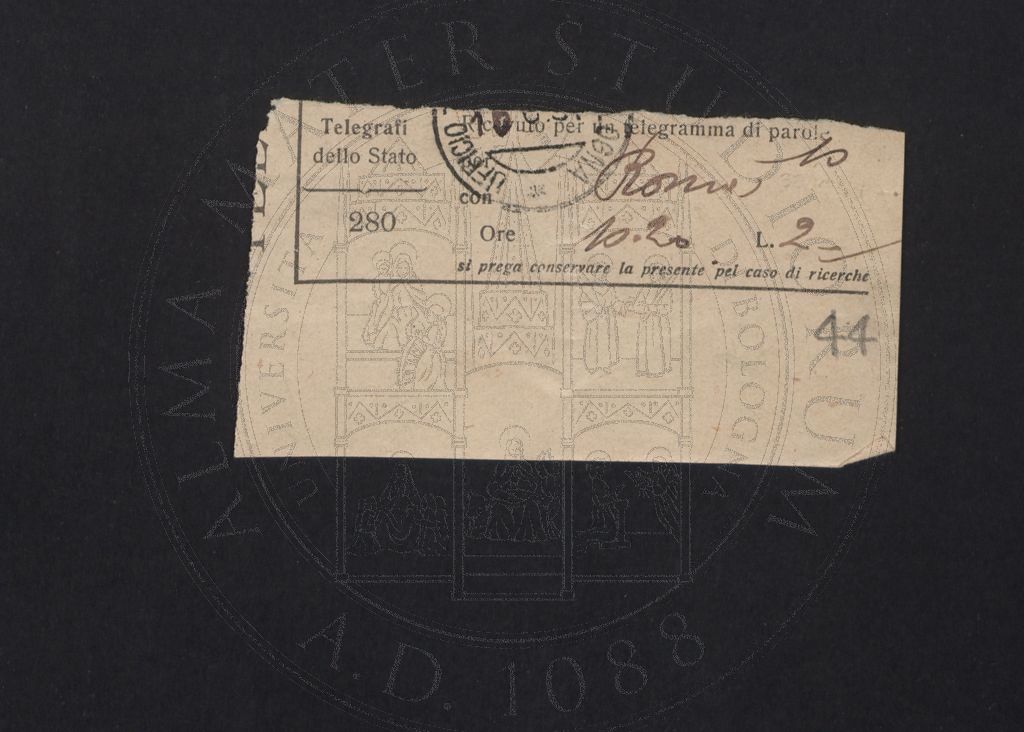 Telegrafi
dello Stato
280
Ricevuto per un telegramma di parole
10
con
Roma
Ore 10.20 L. 2
si prega conservare la presente pel caso di ricerche
UFFICIO
44
ALMA MATER STUDIORUM
UNIVERSITA DI BOLOGNA
A.D. 1088